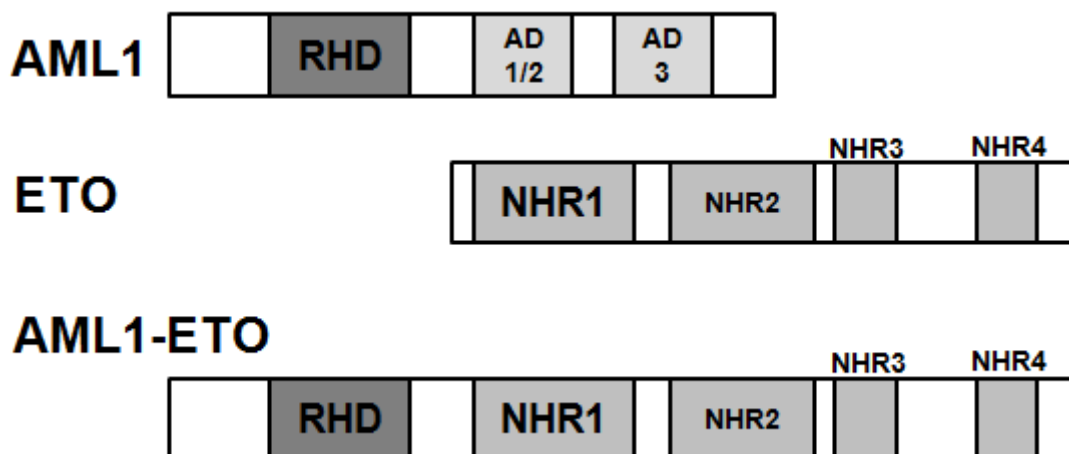 AML1
RHD
AD
1/2
AD
3
ETO
NHR1
NHR2
NHR3
NHR4
AML1-ETO
RHD
NHR1
NHR2
NHR3
NHR4